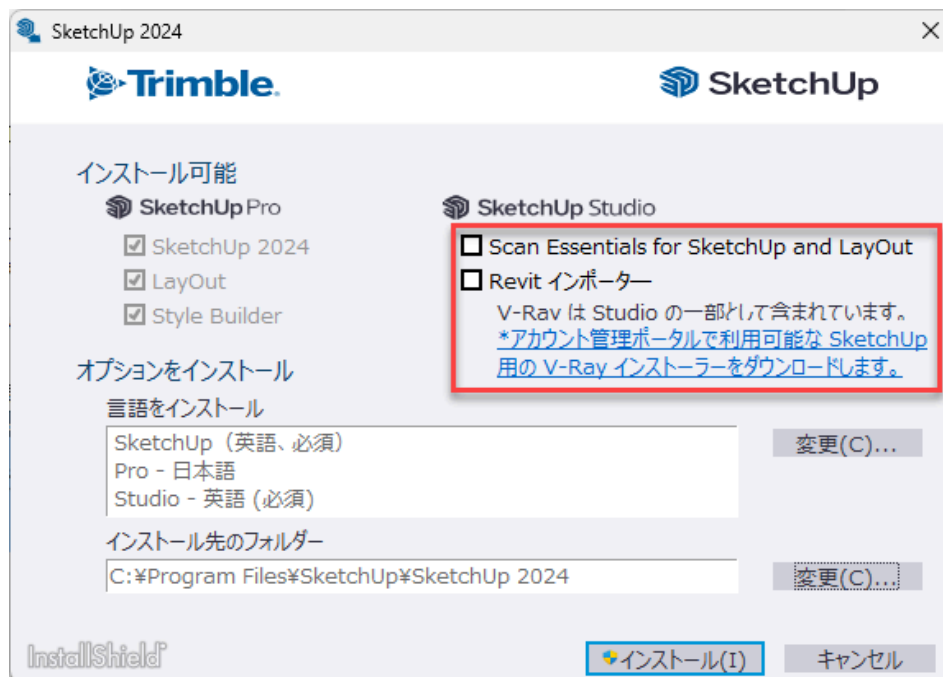 SketchUp 2024
Trimble.
SketchUp
インストール可能
SketchUp Pro
SketchUp 2024
LayOut
Style Builder
SketchUp Studio
Scan Essentials for SketchUp and LayOut
Revit インポーター
V-Ray は Studio の一部として含まれています。
*アカウント管理ポータルで利用可能な SketchUp
用の V-Ray インストーラーをダウンロードします。
オプションをインストール
言語をインストール
SketchUp（英語、必須）
Pro - 日本語
Studio - 英語 (必須)
変更(C)...
インストール先のフォルダー
C:¥Program Files¥SketchUp¥SketchUp 2024
変更(C)...
InstallShield
インストール(I)
キャンセル